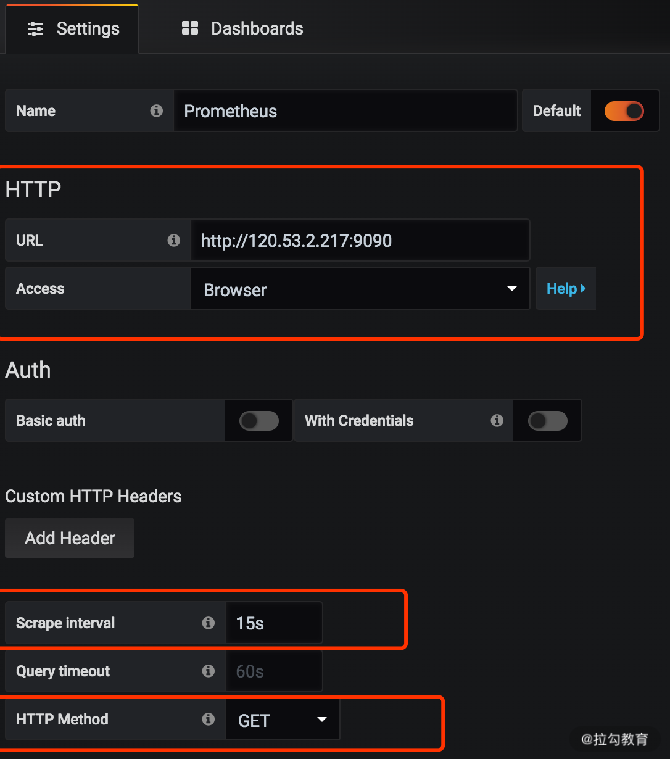 Settings Dashboards
Name Prometheus Default
HTTP
URL http://120.53.2.217:9090
Access Browser Help
Auth
Basic auth With Credentials
Custom HTTP Headers
Add Header
Scrape interval 15s
Query timeout 60s
HTTP Method GET
@拉勾教育